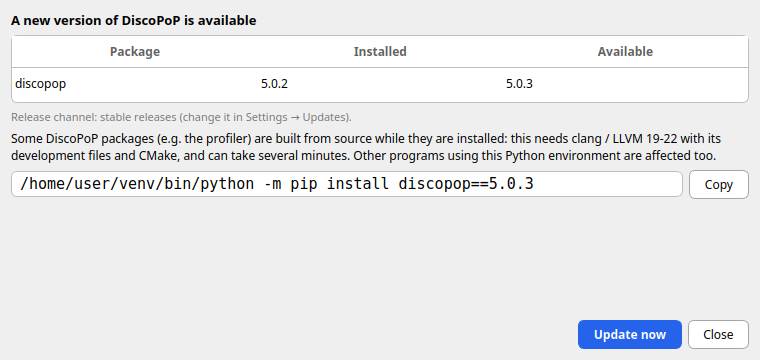 A new version of DiscoPoP is available
Package Installed Available
discopop 5.0.2 5.0.3
Release channel: stable releases (change it in Settings → Updates).
Some DiscoPoP packages (e.g. the profiler) are built from source while they are installed: this needs clang / LLVM 19-22 with its
development files and CMake, and can take several minutes. Other programs using this Python environment are affected too.
/home/user/venv/bin/python -m pip install discopop==5.0.3 Copy
Update now Close